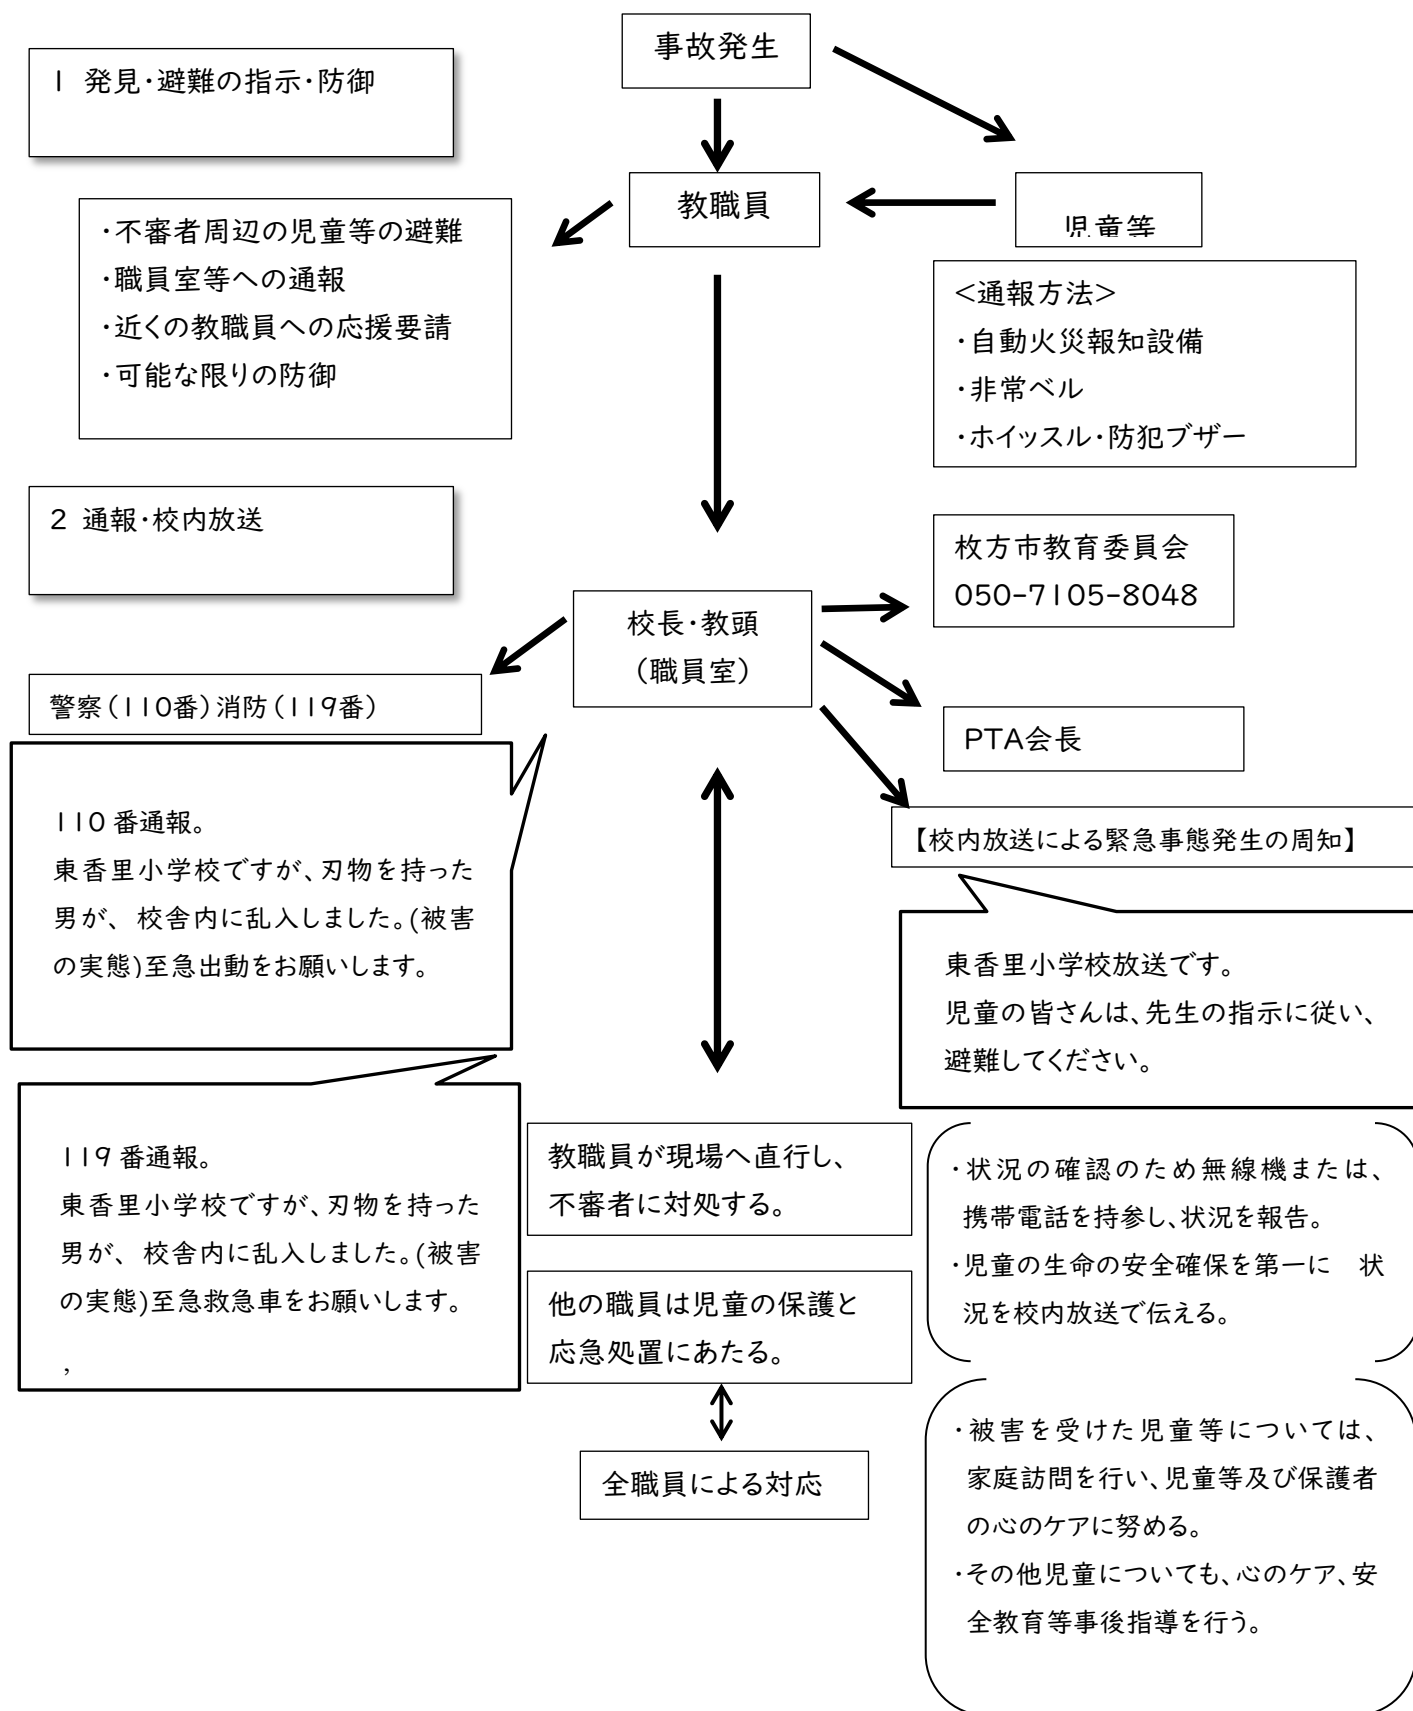 事故発生
1 発見・避難の指示・防御
教職員
児童等
・不審者周辺の児童等の避難
・職員室等への通報
・近くの教職員への応援要請
・可能な限りの防御
<通報方法>
・自動火災報知設備
・非常ベル
・ホイッスル・防犯ブザー
2 通報・校内放送
枚方市教育委員会
050-7105-8048
校長・教頭
(職員室)
警察(110番)消防(119番)
PTA会長
110番通報。
東香里小学校ですが、刃物を持った
男が、 校舎内に乱入しました。(被害
の実態)至急出動をお願いします。
【校内放送による緊急事態発生の周知】
東香里小学校放送です。
児童の皆さんは、先生の指示に従い、
避難してください。
119番通報。
東香里小学校ですが、刃物を持った
男が、 校舎内に乱入しました。(被害
の実態)至急救急車をお願いします。
,
教職員が現場へ直行し、
不審者に対処する。
・状況の確認のため無線機または、
携帯電話を持参し、状況を報告。
・児童の生命の安全確保を第一に 状
況を校内放送で伝える。
他の職員は児童の保護と
応急処置にあたる。
全職員による対応
・被害を受けた児童等については、
家庭訪問を行い、児童等及び保護者
の心のケアに努める。
・その他児童についても、心のケア、安
全教育等事後指導を行う。